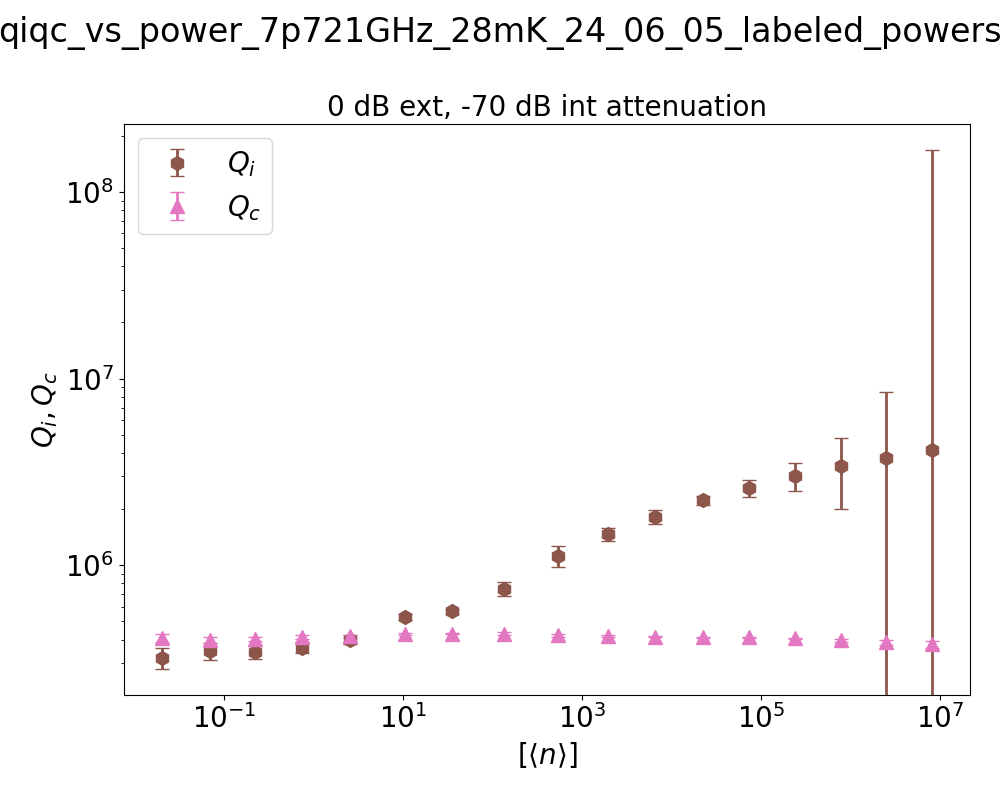 qiqc_vs_power_7p721GHz_28mK_24_06_05_labeled_powers
0 dB ext, -70 dB int attenuation
Q_i
Q_c
10^8
10^7
10^6
Q_i, Q_c
10^{-1} 10^1 10^3 10^5 10^7
[⟨n⟩]